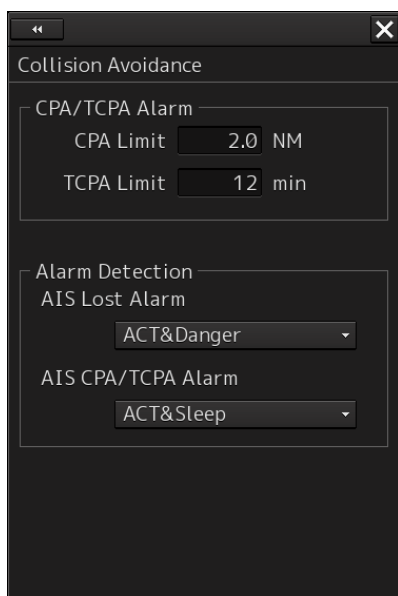 Collision Avoidance
CPA/TCPA Alarm
CPA Limit 2.0 NM
TCPA Limit 12 min
Alarm Detection
AIS Lost Alarm
ACT&Danger
AIS CPA/TCPA Alarm
ACT&Sleep